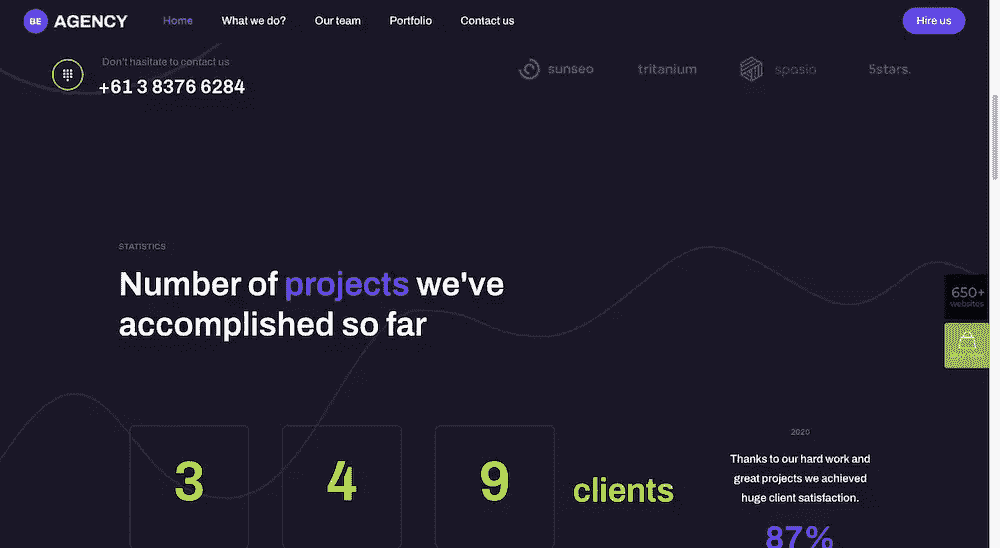 BE AGENCY Home What we do? Our team Portfolio Contact us Hire us
Don't hasitate to contact us
+61 3 8376 6284
sunseo tritanium spasio 5stars.
STATISTICS
Number of projects we've
accomplished so far
650+
websites
3 4 9 clients
2020
Thanks to our hard work and
great projects we achieved
huge client satisfaction.
87%